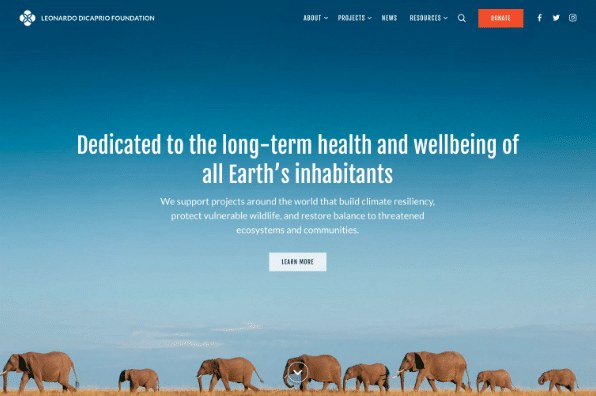 LEONARDO DICAPRIO FOUNDATION
ABOUT PROJECTS NEWS RESOURCES DONATE
Dedicated to the long-term health and wellbeing of
all Earth’s inhabitants
We support projects around the world that build climate resiliency,
protect vulnerable wildlife, and restore balance to threatened
ecosystems and communities.
LEARN MORE